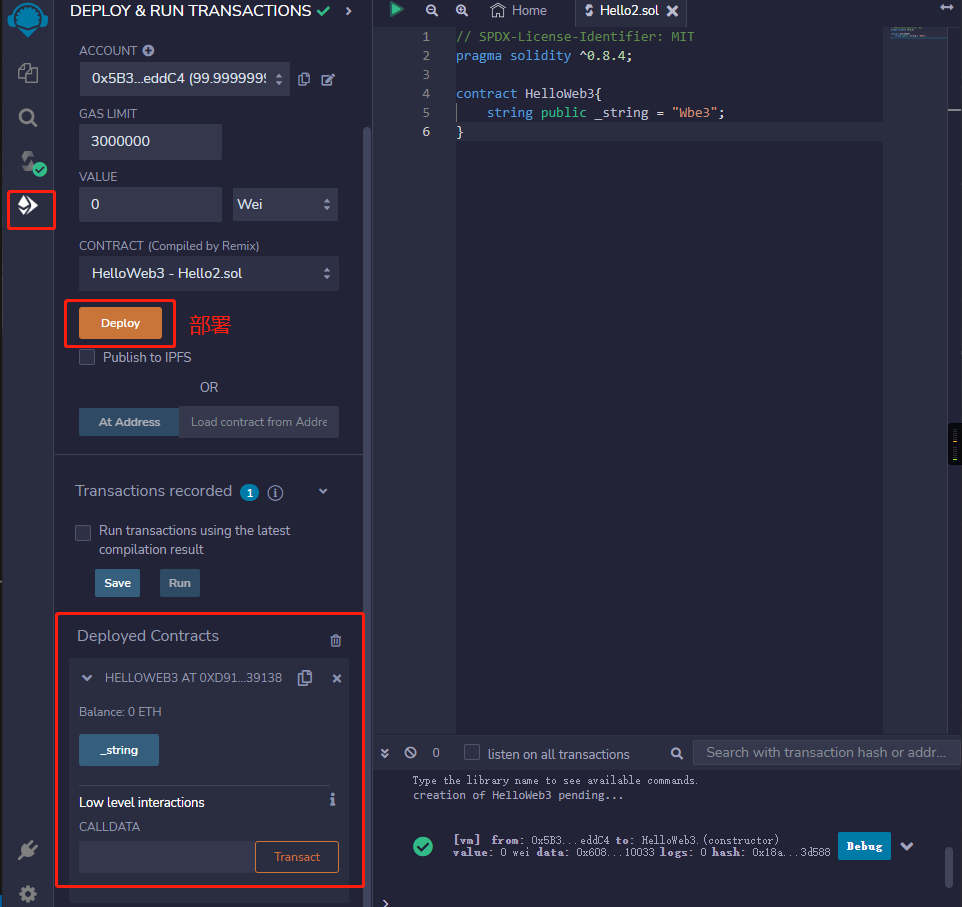 DEPLOY & RUN TRANSACTIONS
ACCOUNT
0x5B3...eddC4 (99.9999999
GAS LIMIT
3000000
VALUE
0
Wei
CONTRACT (Compiled by Remix)
HelloWeb3 - Hello2.sol
Deploy
部署
Publish to IPFS
OR
At Address
Load contract from Addre
Transactions recorded 1
Run transactions using the latest
compilation result
Save
Run
Deployed Contracts
HELLOWEB3 AT 0XD91...39138
Balance: 0 ETH
_string
Low level interactions
CALLDATA
Transact
Home
Hello2.sol
1 // SPDX-License-Identifier: MIT
2 pragma solidity ^0.8.4;
3
4 contract HelloWeb3{
5 string public _string = "Wbe3";
6 }
0
listen on all transactions
Search with transaction hash or addr...
Type the library name to see available commands.
creation of HelloWeb3 pending...
[vm] from: 0x5B3...eddC4 to: HelloWeb3.(constructor)
value: 0 wei data: 0x608...10033 logs: 0 hash: 0x18a...3d588
Debug
>